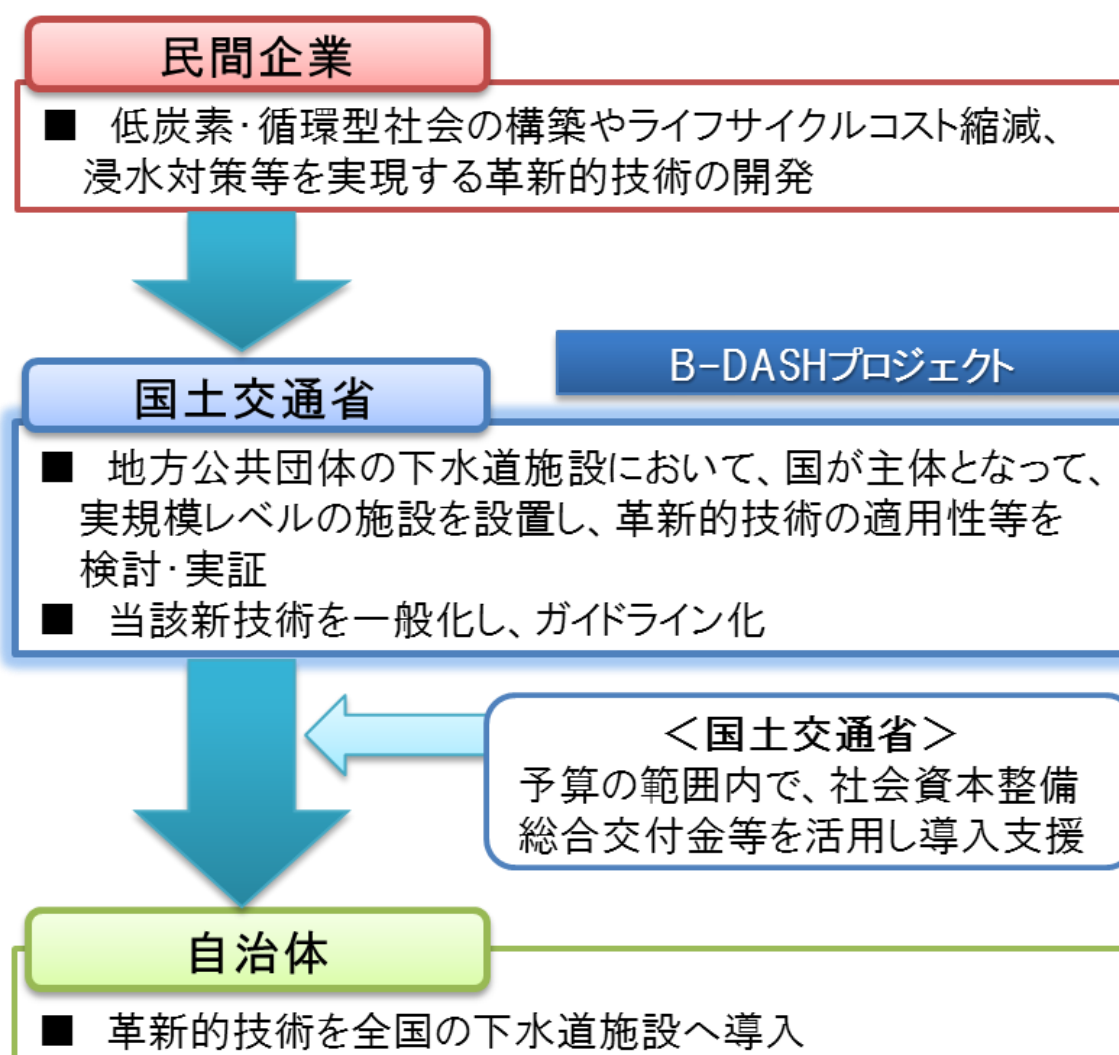 民間企業
■ 低炭素・循環型社会の構築やライフサイクルコスト縮減、
浸水対策等を実現する革新的技術の開発
B-DASHプロジェクト
国土交通省
■ 地方公共団体の下水道施設において、国が主体となって、
実規模レベルの施設を設置し、革新的技術の適用性等を
検討・実証
■ 当該新技術を一般化し、ガイドライン化
＜国土交通省＞
予算の範囲内で、社会資本整備
総合交付金等を活用し導入支援
自治体
■ 革新的技術を全国の下水道施設へ導入